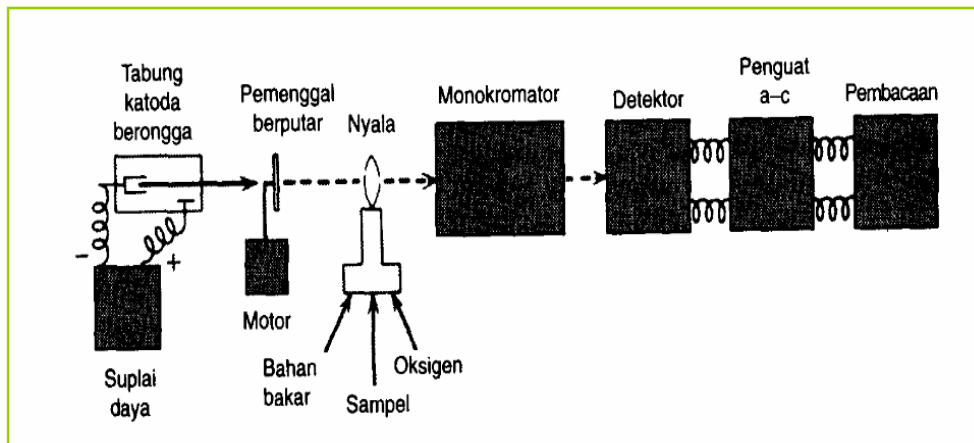 Tabung
katoda
berongga
Pemenggal
berputar
Nyala
Monokromator
Detektor
Penguat
a–c
Pembacaan
-
+
Suplai
daya
Motor
Bahan
bakar
Sampel
Oksigen